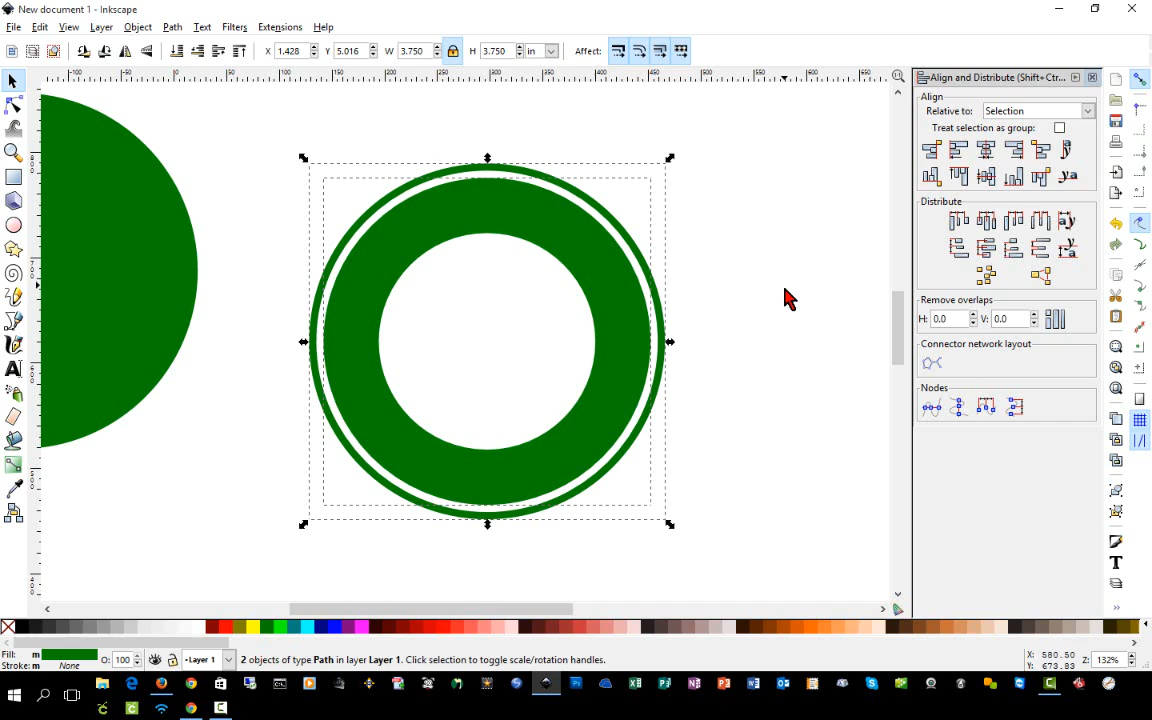 New document 1 - Inkscape
File Edit View Layer Object Path Text Filters Extensions Help
X 1.428 Y 5.016 W 3.750 H 3.750 in Affect:
Align and Distribute (Shift+Ctr...
Align
Relative to: Selection
Treat selection as group:
Distribute
Remove overlaps
H: 0.0 V: 0.0
Connector network layout
Nodes
Fill: m
Stroke: m None
O: 100
•Layer 1
2 objects of type Path in layer Layer 1. Click selection to toggle scale/rotation handles.
X: 580.50
Y: 673.83
Z: 132%